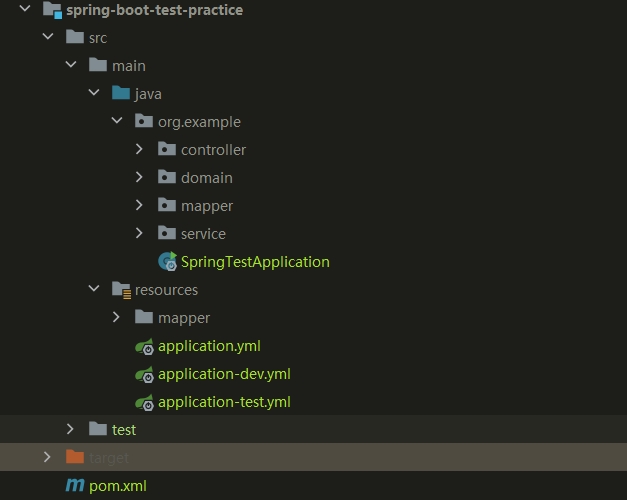 spring-boot-test-practice
src
main
java
org.example
controller
domain
mapper
service
SpringTestApplication
resources
mapper
application.yml
application-dev.yml
application-test.yml
test
target
pom.xml